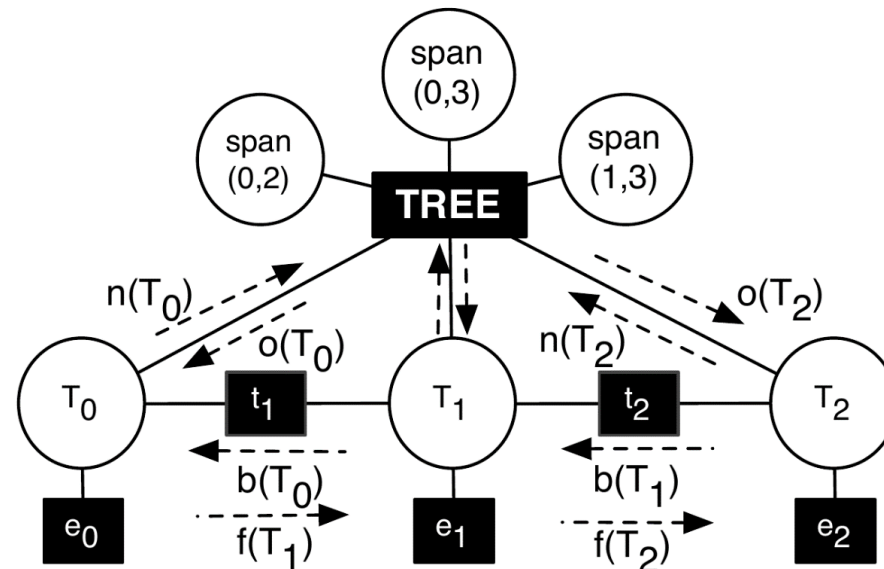 span
(0,3)
span
(0,2)
span
(1,3)
TREE
n(T0)
o(T0)
n(T2)
o(T2)
T0
t1
T1
t2
T2
b(T0)
b(T1)
e0
f(T1)
e1
f(T2)
e2